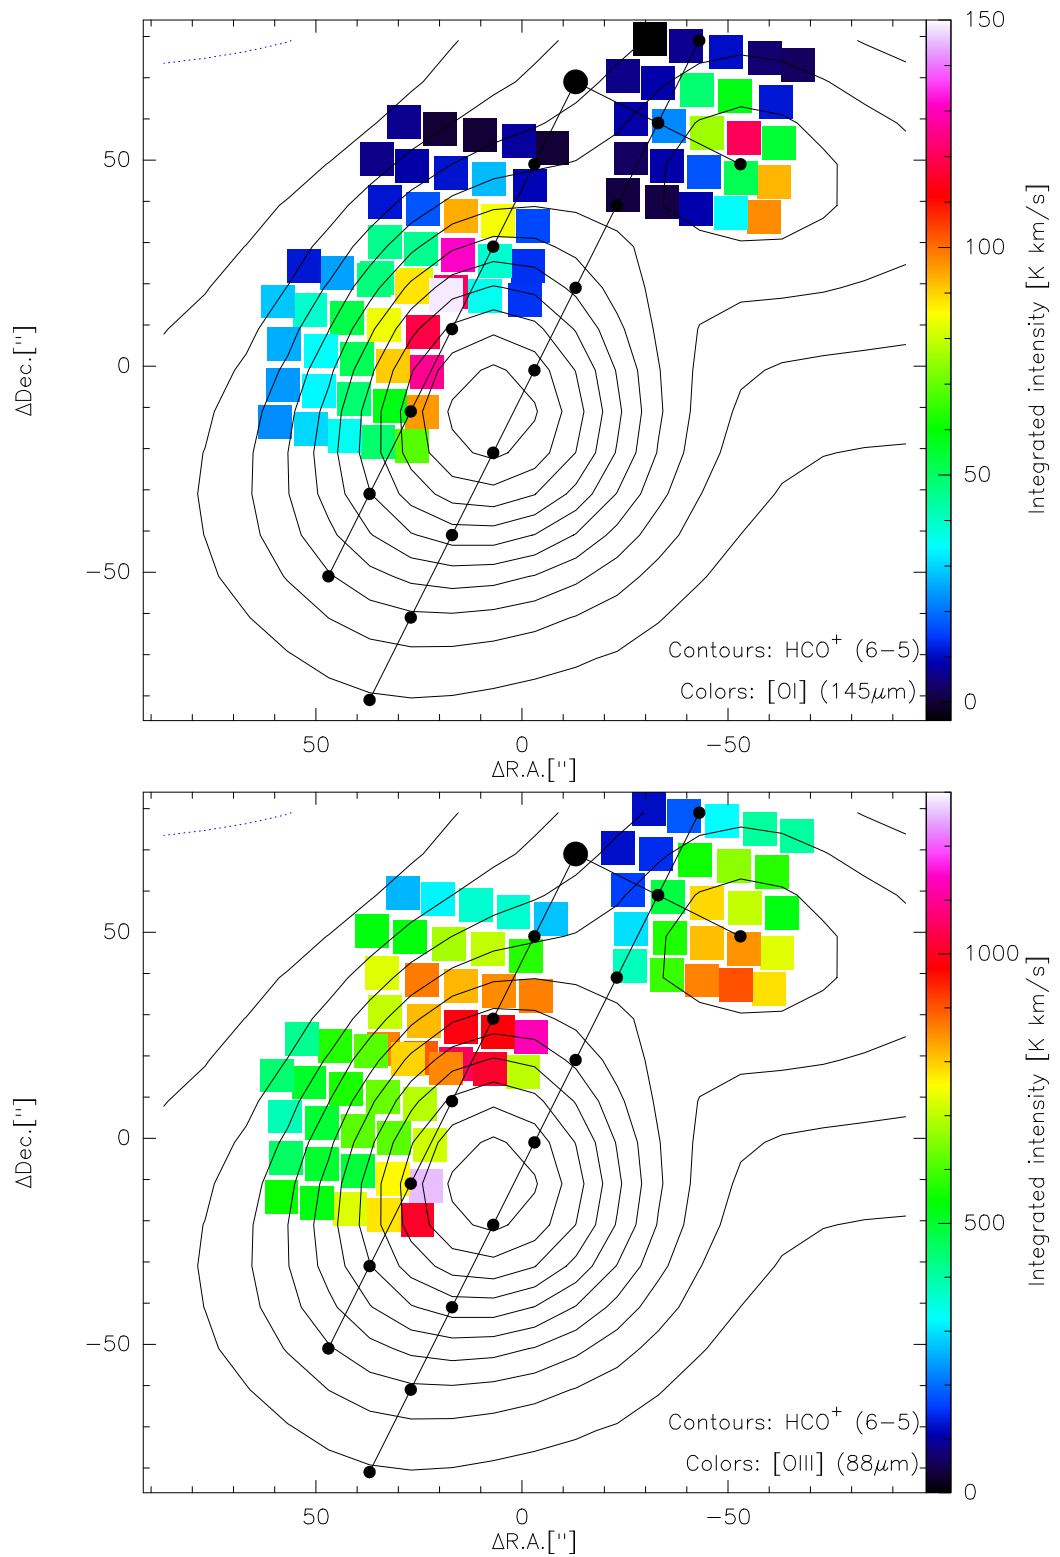 150
100
50
0
Integrated intensity [K km/s]
50
0
−50
ΔDec.['']
Contours: HCO⁺ (6−5)
Colors: [OI] (145μm)
50
0
−50
ΔR.A.['']
1000
500
0
Integrated intensity [K km/s]
50
0
−50
ΔDec.['']
Contours: HCO⁺ (6−5)
Colors: [OIII] (88μm)
50
0
−50
ΔR.A.['']